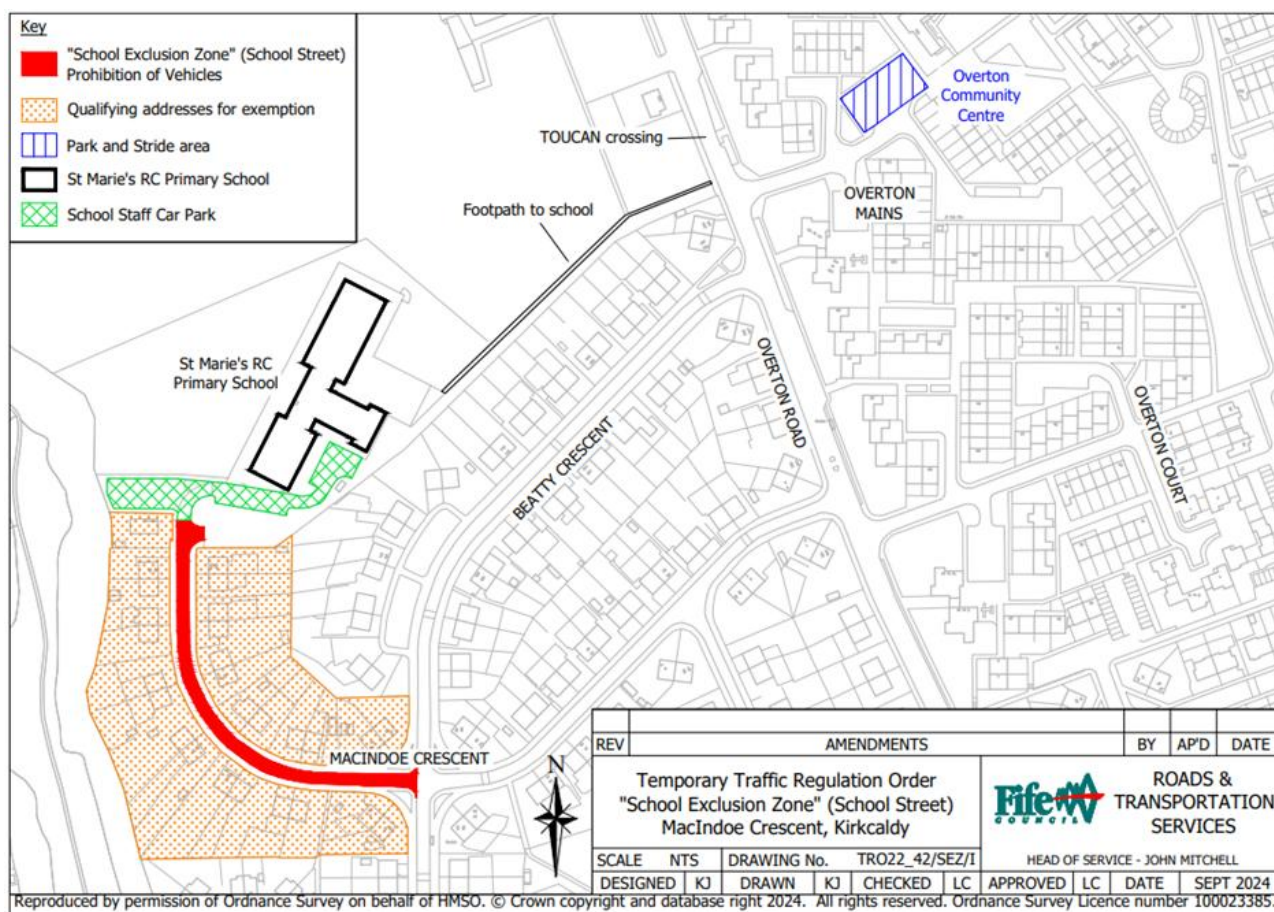 Key
"School Exclusion Zone" (School Street)
Prohibition of Vehicles
Qualifying addresses for exemption
Park and Stride area
St Marie's RC Primary School
School Staff Car Park
Overton
Community
Centre
TOUCAN crossing
Footpath to school
OVERTON
MAINS
St Marie's RC
Primary School
BEATTY CRESCENT
OVERTON ROAD
OVERTON COURT
MACINDOE CRESCENT
N
REV AMENDMENTS BY AP'D DATE
Temporary Traffic Regulation Order
"School Exclusion Zone" (School Street)
MacIndoe Crescent, Kirkcaldy
Fife
COUNCIL
ROADS &
TRANSPORTATION
SERVICES
HEAD OF SERVICE - JOHN MITCHELL
SCALE NTS DRAWING No. TRO22_42/SEZ/I
DESIGNED KJ DRAWN KJ CHECKED LC APPROVED LC DATE SEPT 2024
Reproduced by permission of Ordnance Survey on behalf of HMSO. © Crown copyright and database right 2024. All rights reserved. Ordnance Survey Licence number 100023385.